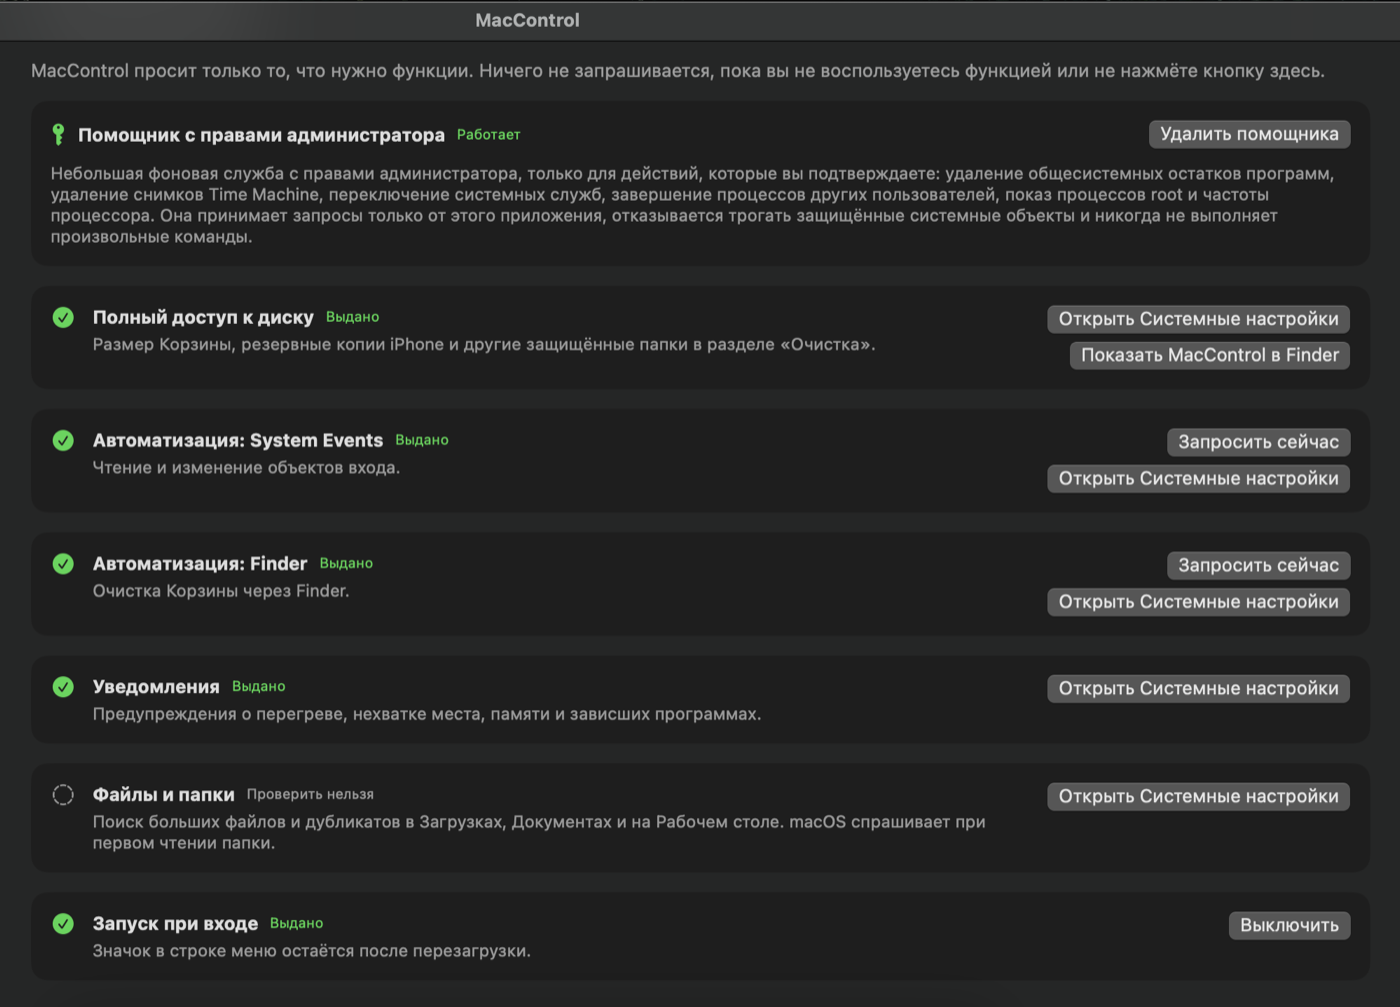 MacControl
MacControl просит только то, что нужно функции. Ничего не запрашивается, пока вы не воспользуетесь функцией или не нажмёте кнопку здесь.
Помощник с правами администратора Работает
Удалить помощника
Небольшая фоновая служба с правами администратора, только для действий, которые вы подтверждаете: удаление общесистемных остатков программ,
удаление снимков Time Machine, переключение системных служб, завершение процессов других пользователей, показ процессов root и частоты
процессора. Она принимает запросы только от этого приложения, отказывается трогать защищённые системные объекты и никогда не выполняет
произвольные команды.
Полный доступ к диску Выдано
Размер Корзины, резервные копии iPhone и другие защищённые папки в разделе «Очистка».
Открыть Системные настройки
Показать MacControl в Finder
Автоматизация: System Events Выдано
Чтение и изменение объектов входа.
Запросить сейчас
Открыть Системные настройки
Автоматизация: Finder Выдано
Очистка Корзины через Finder.
Запросить сейчас
Открыть Системные настройки
Уведомления Выдано
Предупреждения о перегреве, нехватке места, памяти и зависших программах.
Открыть Системные настройки
Файлы и папки Проверить нельзя
Поиск больших файлов и дубликатов в Загрузках, Документах и на Рабочем столе. macOS спрашивает при
первом чтении папки.
Открыть Системные настройки
Запуск при входе Выдано
Значок в строке меню остаётся после перезагрузки.
Выключить